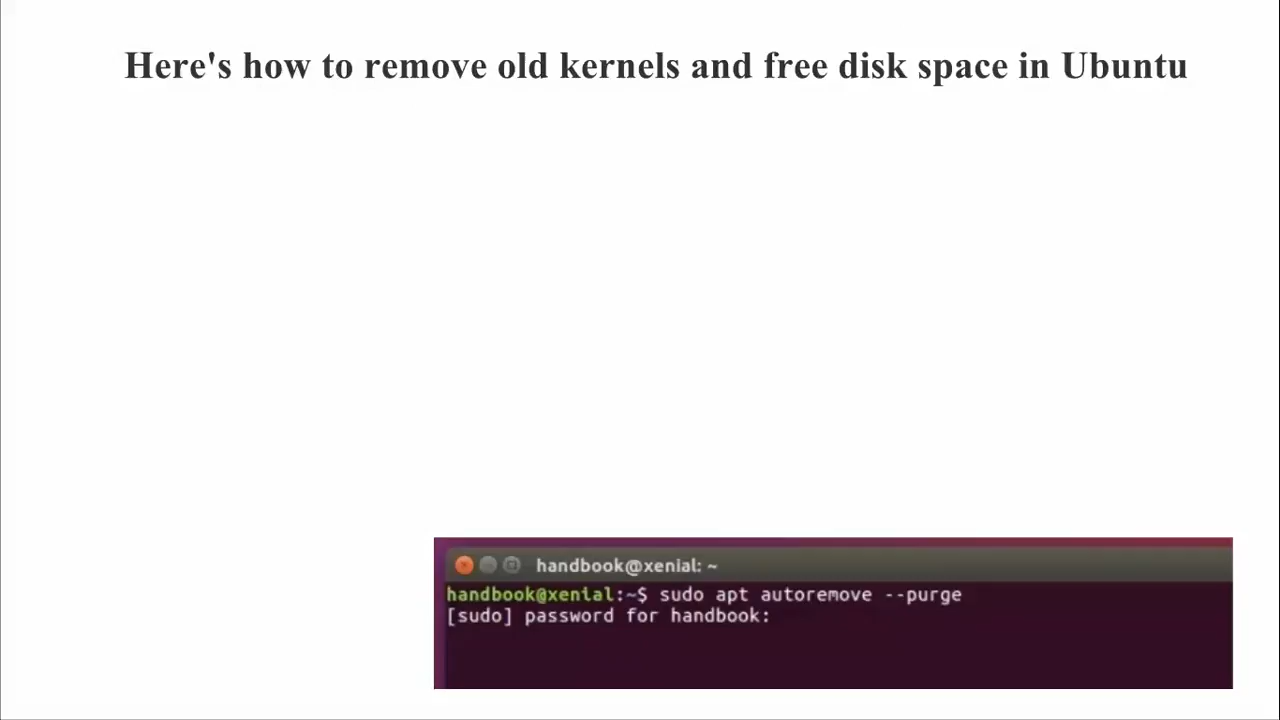 Here's how to remove old kernels and free disk space in Ubuntu
handbook@xenial: ~
handbook@xenial:~$ sudo apt autoremove --purge
[sudo] password for handbook: